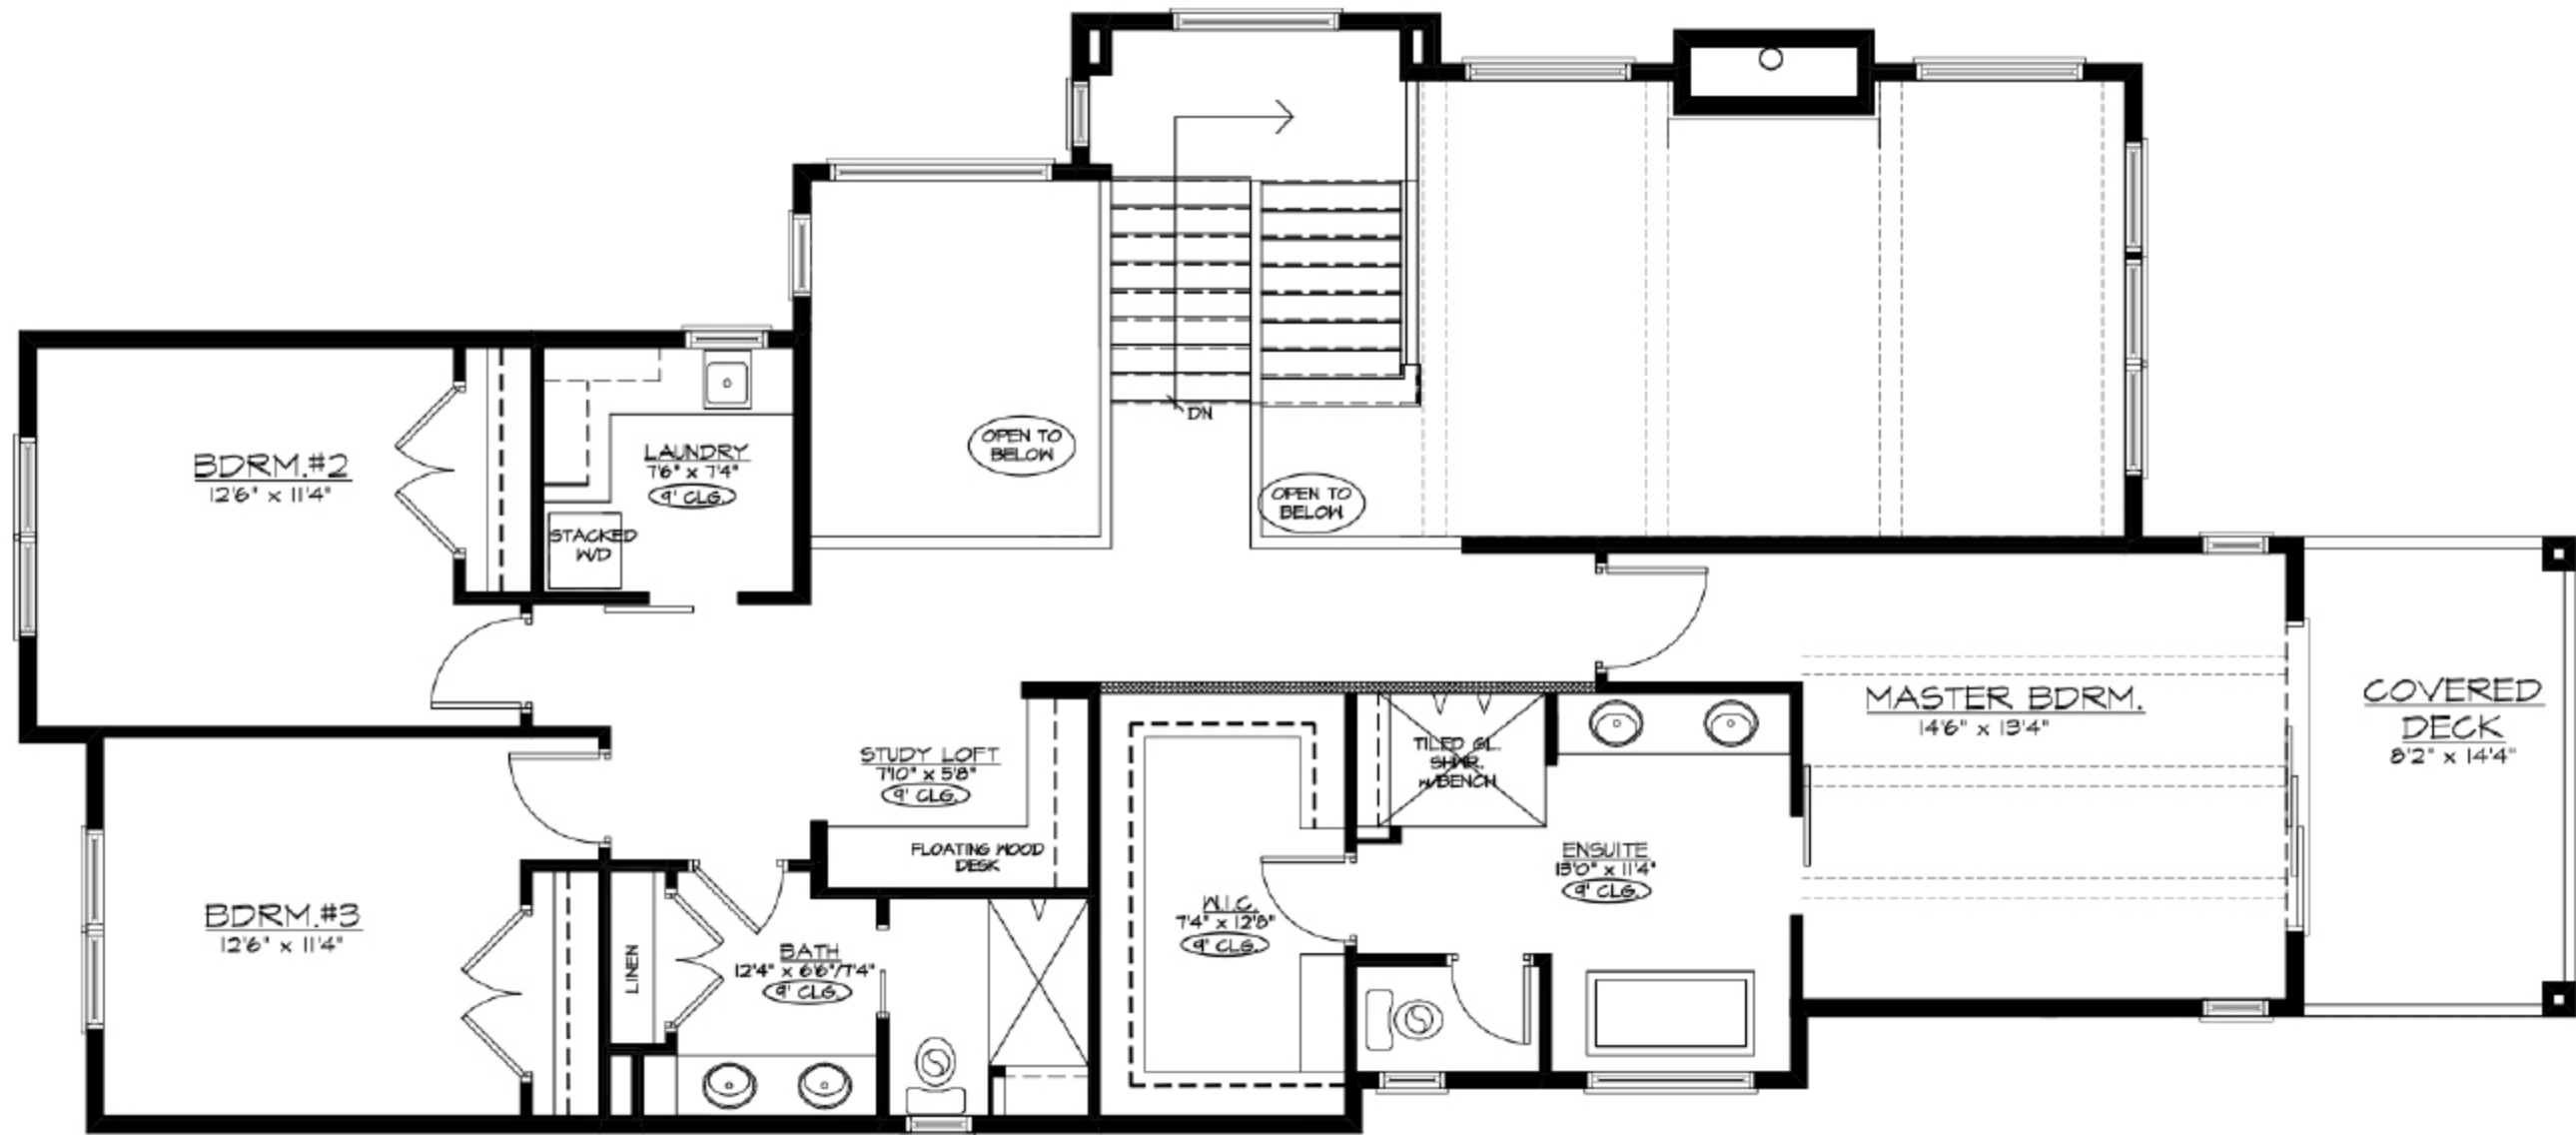 DN
OPEN TO
BELOW
BDRM.#2
12'6" x 11'4"
LAUNDRY
7'6" x 7'4"
9' CLG.
STACKED
W/D
OPEN TO
BELOW
STUDY LOFT
7'10" x 5'8"
9' CLG.
FLOATING WOOD
DESK
TILED GL.
SHWR.
w/BENCH
MASTER BDRM.
14'6" x 13'4"
COVERED
DECK
8'2" x 14'4"
ENSUITE
13'0" x 11'4"
9' CLG.
BDRM.#3
12'6" x 11'4"
LINEN
BATH
12'4" x 6'6"/7'4"
9' CLG.
W.I.C.
7'4" x 12'8"
9' CLG.